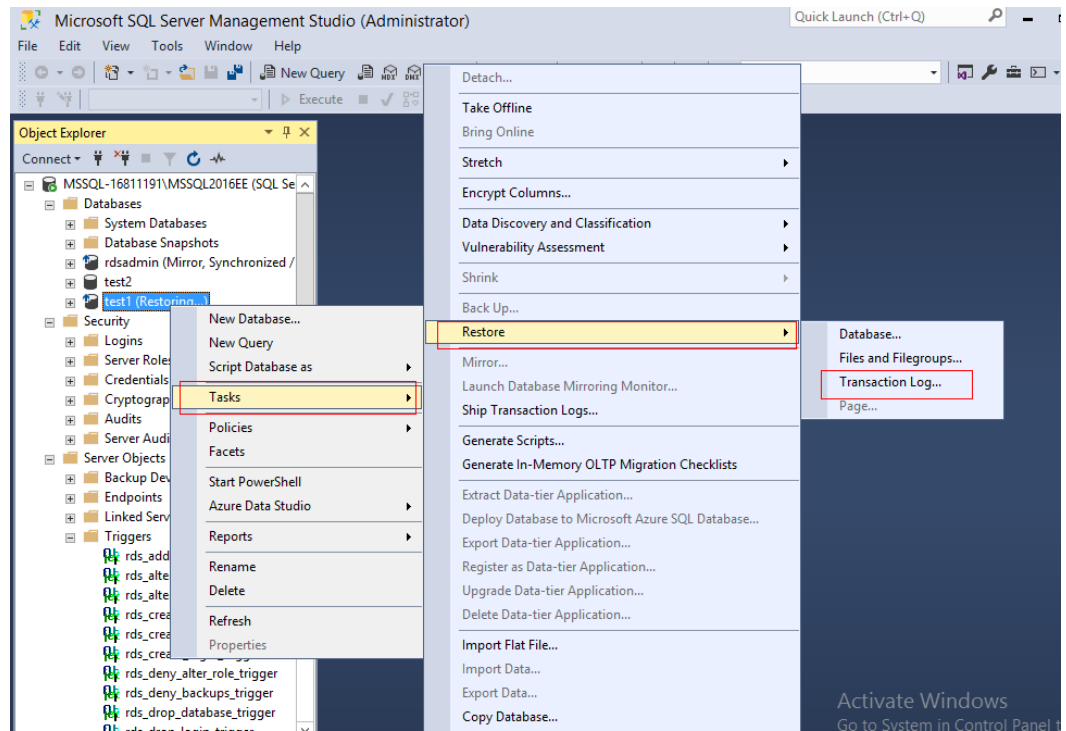 Microsoft SQL Server Management Studio (Administrator)
Quick Launch (Ctrl+Q)
File Edit View Tools Window Help
New Query
MDX
DMX
Execute
Object Explorer
Connect
MSSQL-16811191\MSSQL2016EE (SQL Se
Databases
System Databases
Database Snapshots
rdsadmin (Mirror, Synchronized /
test2
test1 (Restoring...)
Security
Logins
Server Roles
Credentials
Cryptograp
Audits
Server Audi
Server Objects
Backup Dev
Endpoints
Linked Serv
Triggers
rds_add
rds_alte
rds_alte
rds_crea
rds_crea
rds_crea
rds_deny_alter_role_trigger
rds_deny_backups_trigger
rds_drop_database_trigger
rds_drop_login_trigger
New Database...
New Query
Script Database as
Tasks
Policies
Facets
Start PowerShell
Azure Data Studio
Reports
Rename
Delete
Refresh
Properties
Detach...
Take Offline
Bring Online
Stretch
Encrypt Columns...
Data Discovery and Classification
Vulnerability Assessment
Shrink
Back Up...
Restore
Mirror...
Launch Database Mirroring Monitor...
Ship Transaction Logs...
Generate Scripts...
Generate In-Memory OLTP Migration Checklists
Extract Data-tier Application...
Deploy Database to Microsoft Azure SQL Database...
Export Data-tier Application...
Register as Data-tier Application...
Upgrade Data-tier Application...
Delete Data-tier Application...
Import Flat File...
Import Data...
Export Data...
Copy Database...
Database...
Files and Filegroups...
Transaction Log...
Page...
Activate Windows
Go to System in Control Panel t